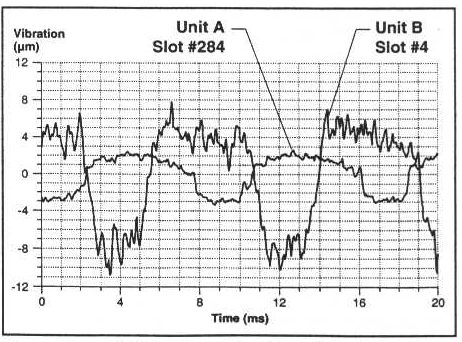 Vibration
(µm)
Unit A
Slot #284
Unit B
Slot #4
12
8
4
0
-4
-8
-12
0 4 8 12 16 20
Time (ms)